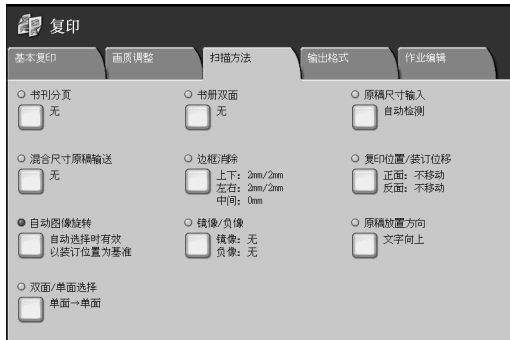 复印
基本复印
画质调整
扫描方法
输出格式
作业编辑
书刊分页
无
书册双面
无
原稿尺寸输入
自动检测
混合尺寸原稿输送
无
边框消除
上下: 2mm/2mm
左右: 2mm/2mm
中间: 0mm
复印位置/装订位移
正面: 不移动
反面: 不移动
自动图像旋转
自动选择时有效
以装订位置为基准
镜像/负像
镜像: 无
负像: 无
原稿放置方向
文字向上
双面/单面选择
单面→单面